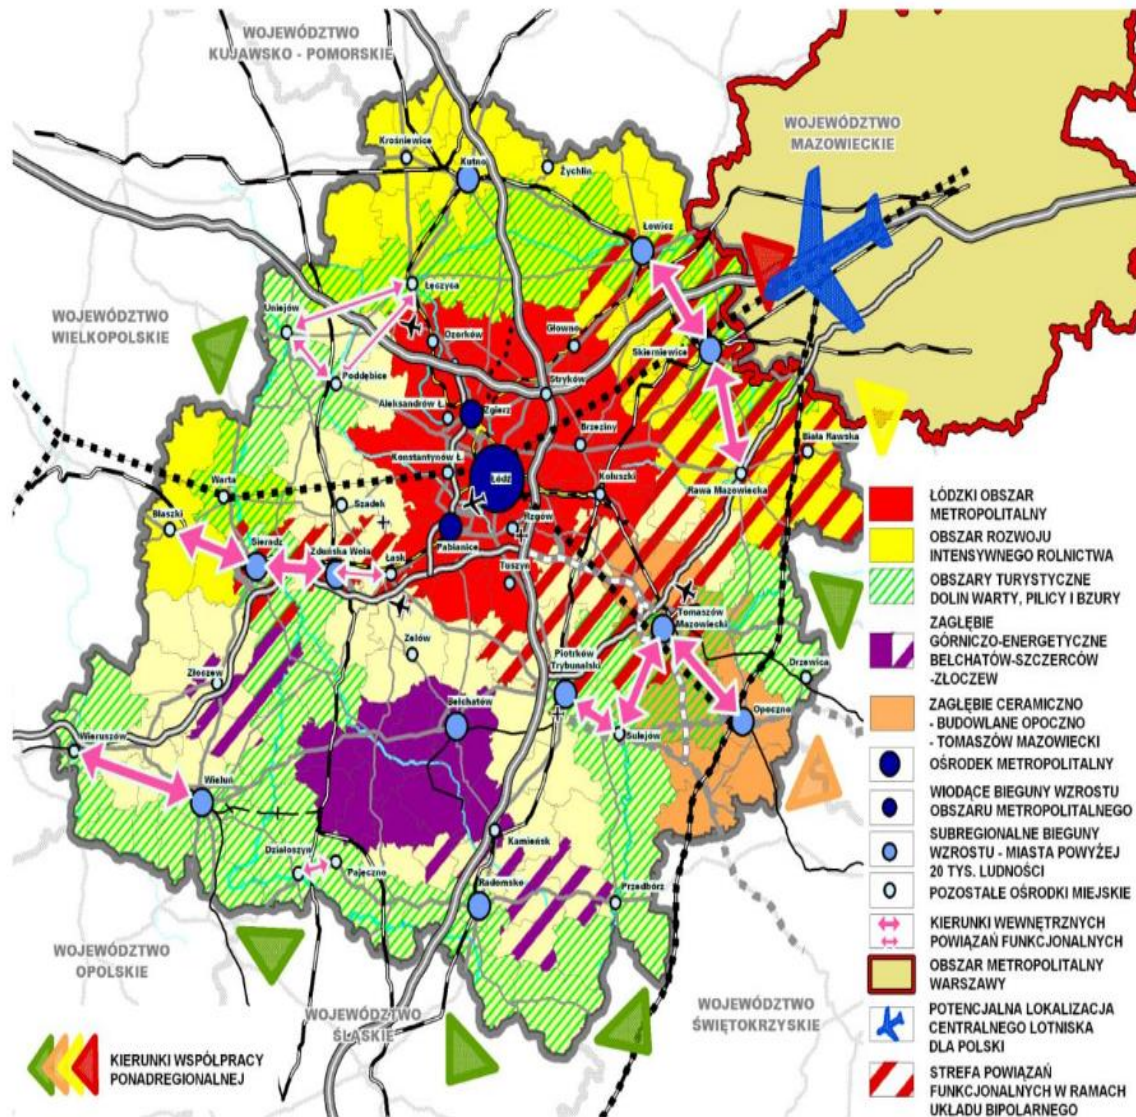 WOJEWÓDZTWO
KUJAWSKO - POMORSKIE
WOJEWÓDZTWO
MAZOWIECKIE
Krośniewice
Kutno
Żychlin
Łowicz
Łęczyca
Uniejów
WOJEWÓDZTWO
WIELKOPOLSKIE
Ozorków
Głowno
Skierniewice
Poddębice
Stryków
Aleksandrów Ł.
Zgierz
Brzeziny
Biała Rawska
Konstantynów Ł.
Łódź
Koluszki
Rawa Mazowiecka
Warta
Szadek
Błaszki
Rzgów
Pabianice
Sieradz
Zduńska Wola
Łask
Tuszyn
Tomaszów
Mazowiecki
Zelów
Piotrków
Trybunalski
Drzewica
Złoczew
Bełchatów
Sulejów
Opoczno
Wieruszów
Wieluń
Kamieńsk
Działoszyn
Pajęczno
Radomsko
Przedbórz
WOJEWÓDZTWO
OPOLSKIE
WOJEWÓDZTWO
ŚLĄSKIE
WOJEWÓDZTWO
ŚWIĘTOKRZYSKIE
KIERUNKI WSPÓŁPRACY
PONADREGIONALNEJ
ŁÓDZKI OBSZAR
METROPOLITALNY
OBSZAR ROZWOJU
INTENSYWNEGO ROLNICTWA
OBSZARY TURYSTYCZNE
DOLIN WARTY, PILICY I BZURY
ZAGŁĘBIE
GÓRNICZO-ENERGETYCZNE
BEŁCHATÓW-SZCZERCÓW
-ZŁOCZEW
ZAGŁĘBIE CERAMICZNO
- BUDOWLANE OPOCZNO
- TOMASZÓW MAZOWIECKI
OŚRODEK METROPOLITALNY
WIODĄCE BIEGUNY WZROSTU
OBSZARU METROPOLITALNEGO
SUBREGIONALNE BIEGUNY
WZROSTU - MIASTA POWYŻEJ
20 TYS. LUDNOŚCI
POZOSTAŁE OŚRODKI MIEJSKIE
KIERUNKI WEWNĘTRZNYCH
POWIĄZAŃ FUNKCJONALNYCH
OBSZAR METROPOLITALNY
WARSZAWY
POTENCJALNA LOKALIZACJA
CENTRALNEGO LOTNISKA
DLA POLSKI
STREFA POWIĄZAŃ
FUNKCJONALNYCH W RAMACH
UKŁADU BIPOLARNEGO